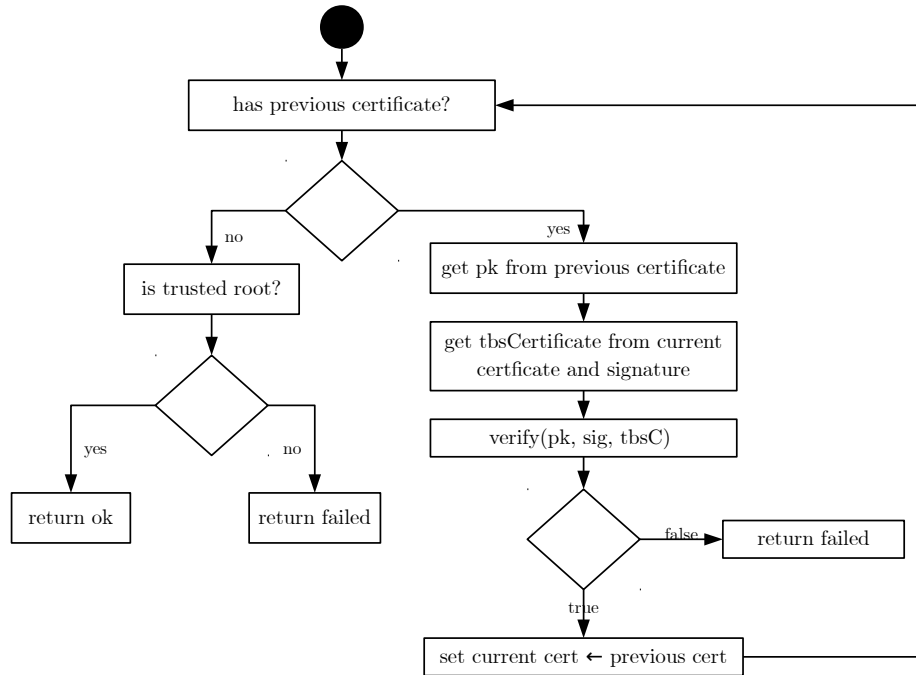 has previous certificate?
no
yes
is trusted root?
get pk from previous certificate
get tbsCertificate from current
certficate and signature
verify(pk, sig, tbsC)
yes
no
return ok
return failed
false
return failed
true
set current cert ← previous cert